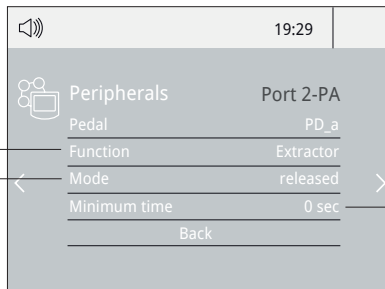 19:29
Peripherals Port 2-PA
Pedal PD_a
Function Extractor
Mode released
Minimum time 0 sec
Back